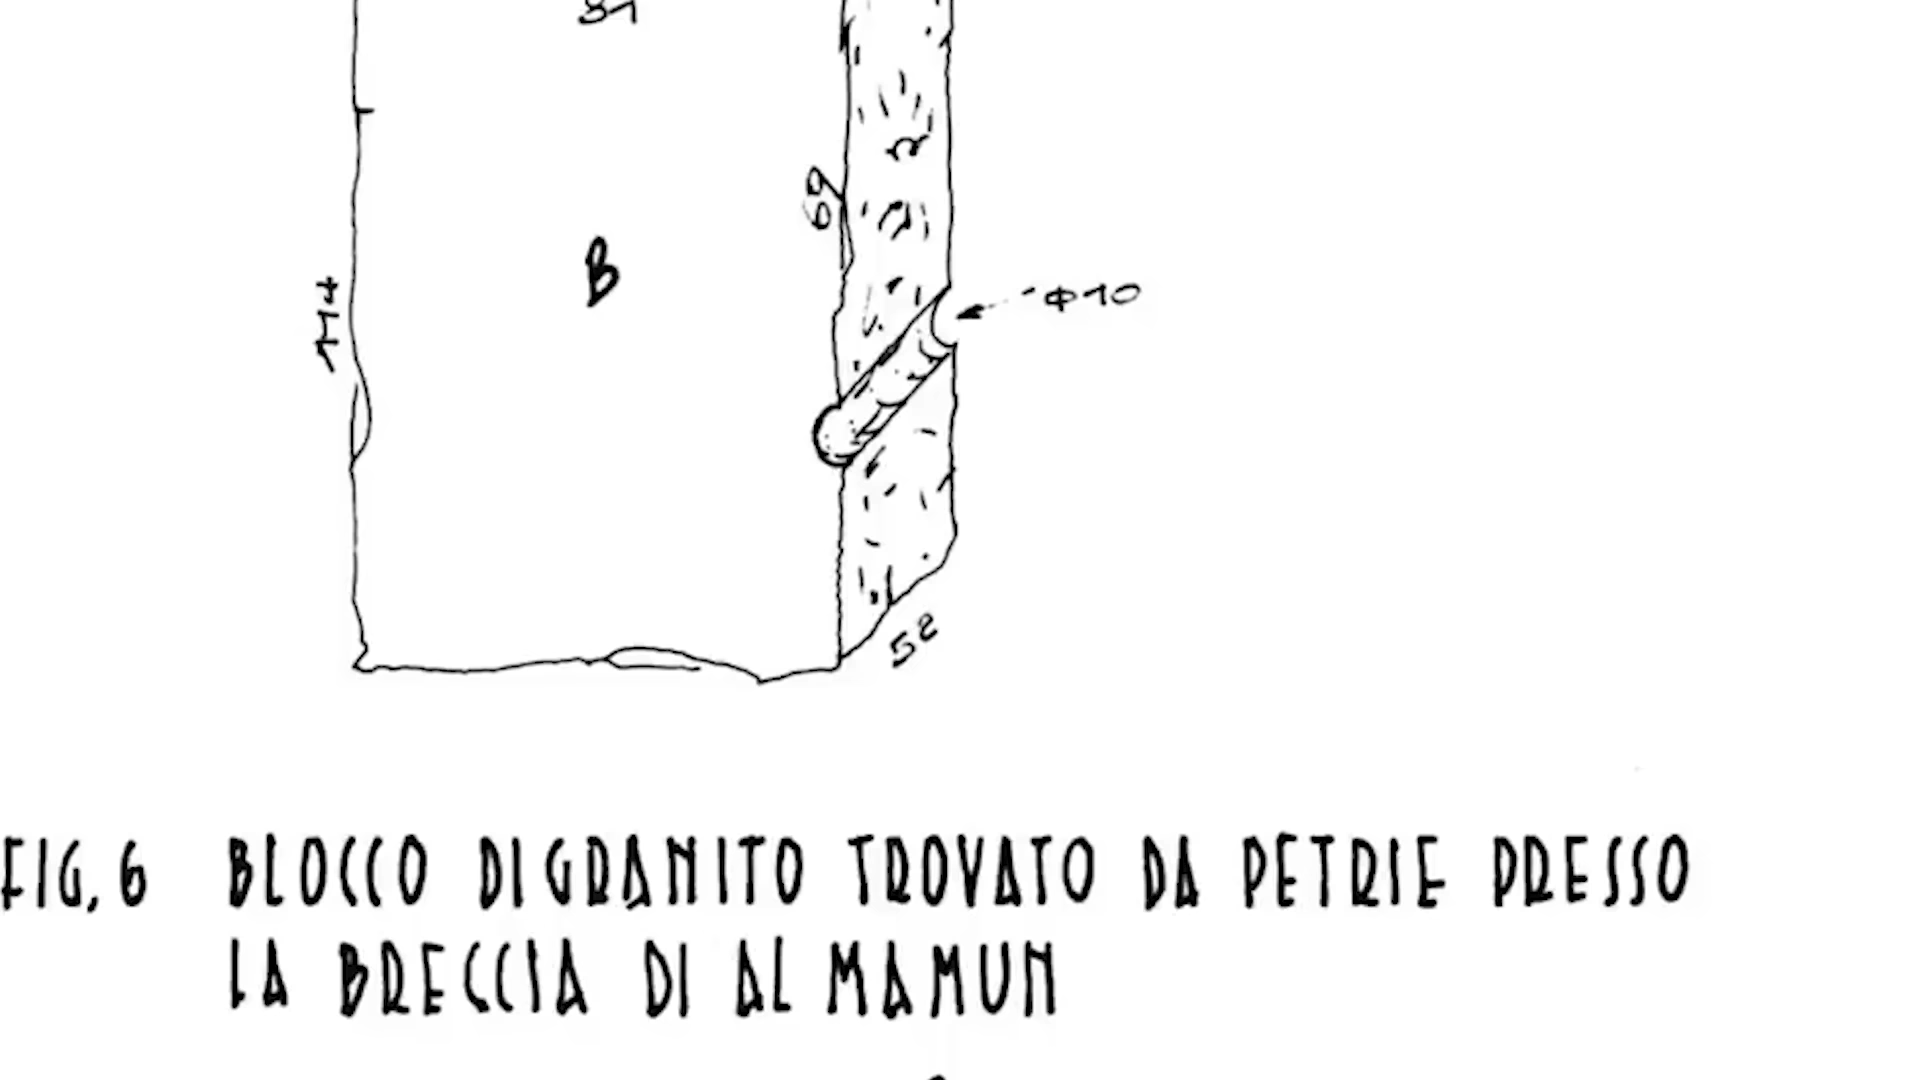 69
B
Φ10
114
52
FIG. 6 BLOCCO DI GRANITO TROVATO DA PETRIE PRESSO
LA BRECCIA DI AL MAMUN